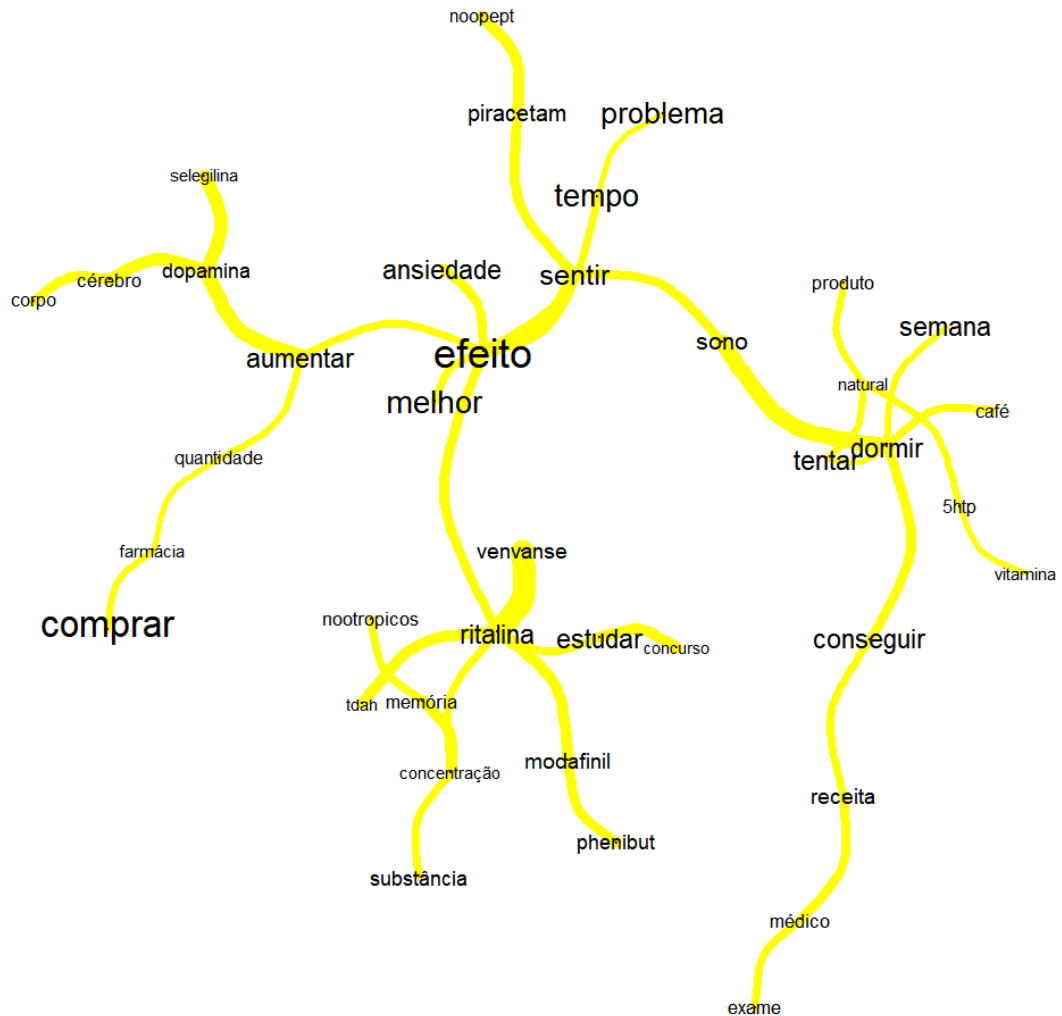 noopept
piracetam
problema
selegilina
tempo
dopamina
ansiedade
sentir
cérebro
produto
corpo
semana
sono
aumentar
efeito
natural
melhor
café
quantidade
tentar
dormir
5htp
farmácia
venvanse
vitamina
comprar
nootropicos
ritalina
estudar
concurso
conseguir
tdah
memória
concentração
modafinil
receita
phenibut
substância
médico
exame